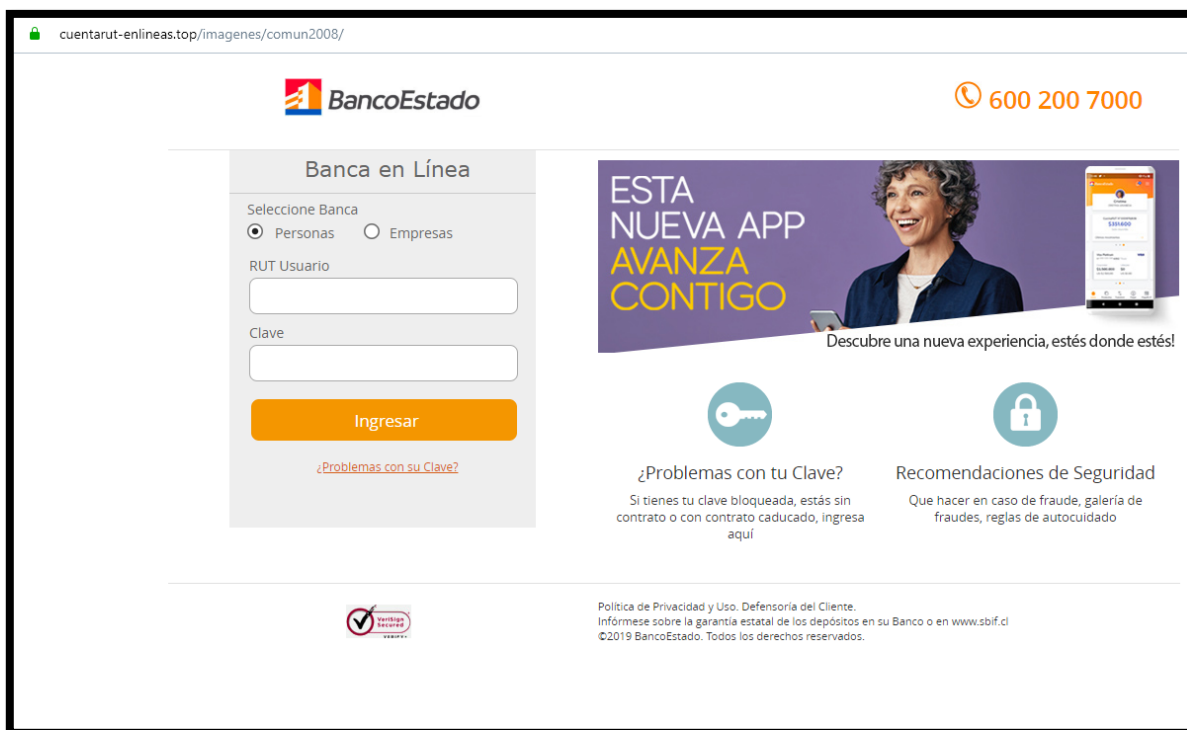 cuentarut-enlineas.top/imagenes/comun2008/
BancoEstado
600 200 7000
Banca en Línea
Seleccione Banca
Personas Empresas
RUT Usuario
Clave
Ingresar
¿Problemas con su Clave?
ESTA
NUEVA APP
AVANZA
CONTIGO
Descubre una nueva experiencia, estés donde estés!
¿Problemas con tu Clave?
Si tienes tu clave bloqueada, estás sin
contrato o con contrato caducado, ingresa
aquí
Recomendaciones de Seguridad
Que hacer en caso de fraude, galería de
fraudes, reglas de autocuidado
VeriSign
Secured
Política de Privacidad y Uso. Defensoría del Cliente.
Infórmese sobre la garantía estatal de los depósitos en su Banco o en www.sbif.cl
©2019 BancoEstado. Todos los derechos reservados.